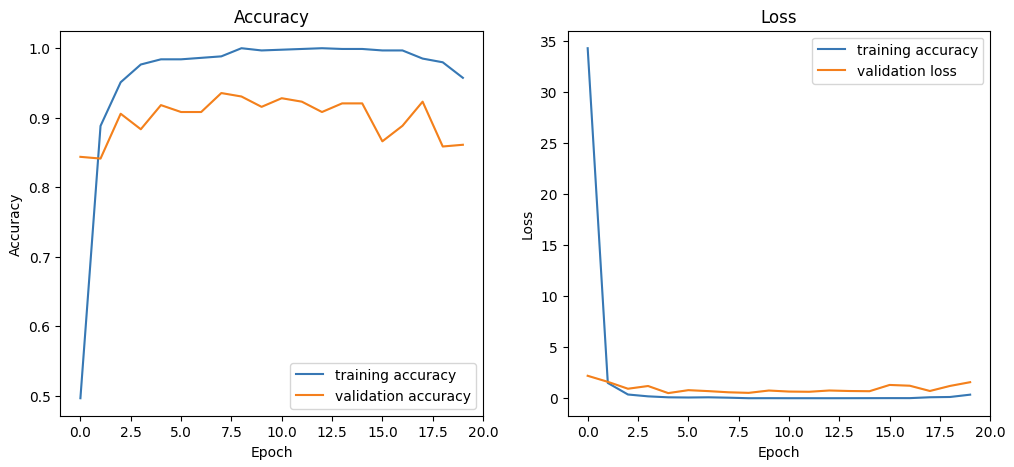 Accuracy
Accuracy
1.0
0.9
0.8
0.7
0.6
0.5
training accuracy
validation accuracy
0.0 2.5 5.0 7.5 10.0 12.5 15.0 17.5 20.0
Epoch
Loss
Loss
35
30
25
20
15
10
5
0
training accuracy
validation loss
0.0 2.5 5.0 7.5 10.0 12.5 15.0 17.5 20.0
Epoch